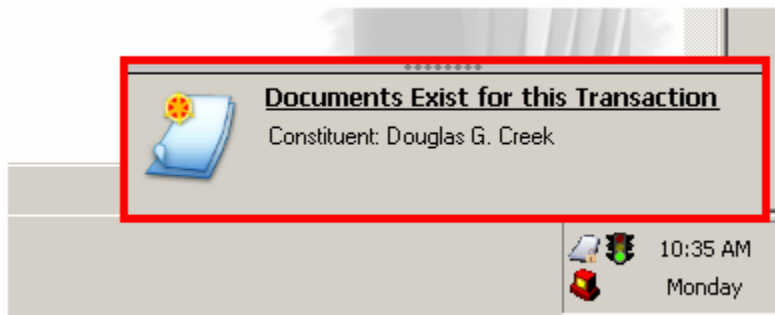 Documents Exist for this Transaction
Constituent: Douglas G. Creek
10:35 AM
Monday